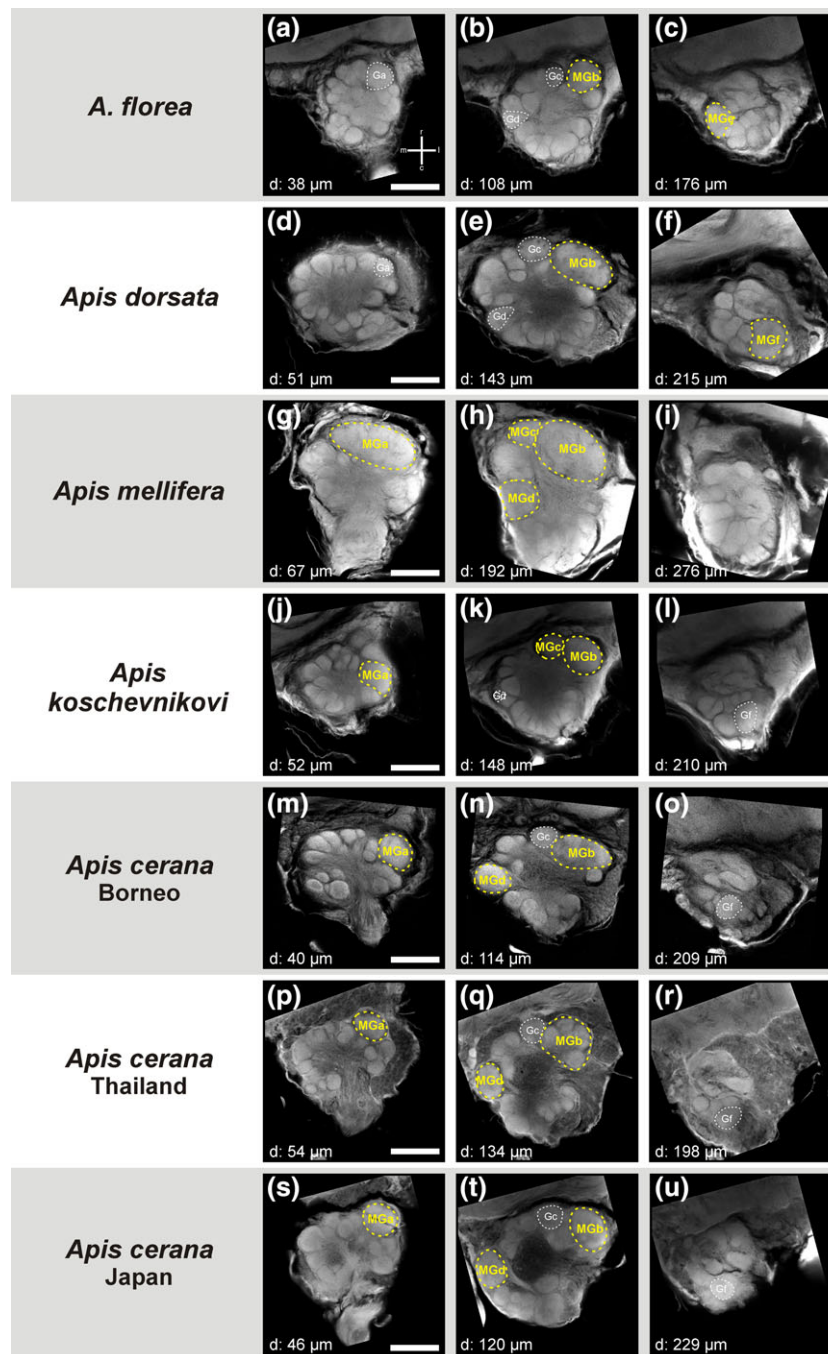 (a) (b) (c)
A. florea
Ga
Gc MGb
Gd
MGe
r
m l
c
d: 38 µm d: 108 µm d: 176 µm
(d) (e) (f)
Apis dorsata
Ga
Gc
MGb
Gd
MGf
d: 51 µm d: 143 µm d: 215 µm
(g) (h) (i)
Apis mellifera
MGa
MGc
MGb
MGd
d: 67 µm d: 192 µm d: 276 µm
(j) (k) (l)
Apis
koschevnikovi
MGa
MGc MGb
Gd
Gf
d: 52 µm d: 148 µm d: 210 µm
(m) (n) (o)
Apis cerana
Borneo
MGa
Gc
MGb
MGd
Gf
d: 40 µm d: 114 µm d: 209 µm
(p) (q) (r)
Apis cerana
Thailand
MGa
Gc MGb
MGd
Gf
d: 54 µm d: 134 µm d: 198 µm
(s) (t) (u)
Apis cerana
Japan
MGa
Gc
MGb
MGd
Gf
d: 46 µm d: 120 µm d: 229 µm